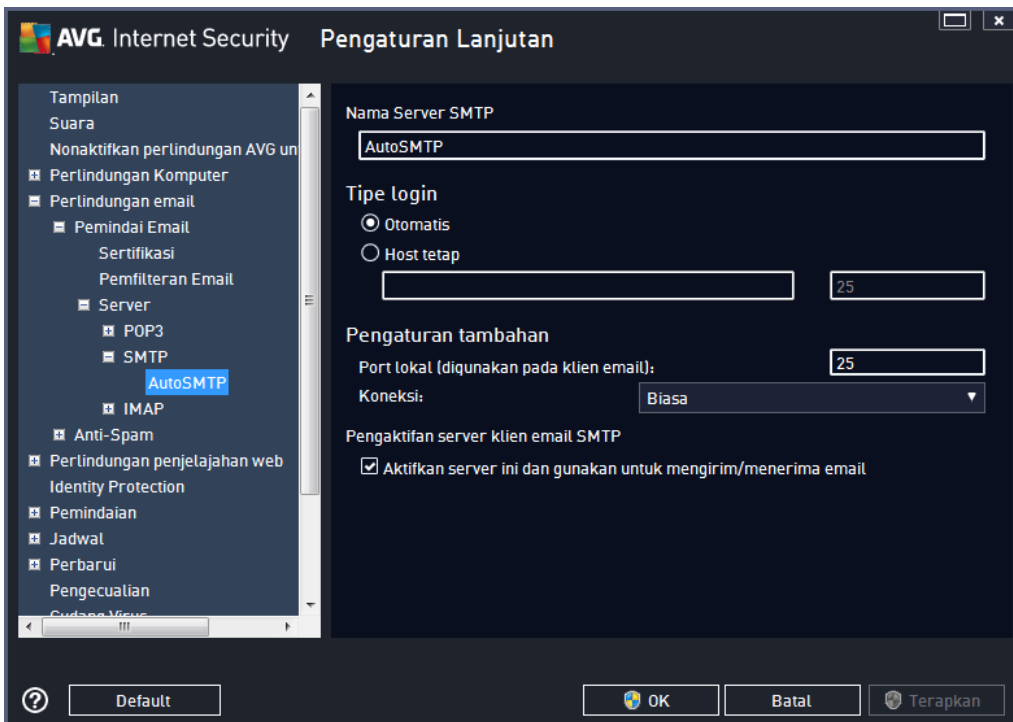 AVG. Internet Security Pengaturan Lanjutan
Tampilan
Suara
Nonaktifkan perlindungan AVG un
Perlindungan Komputer
Perlindungan email
Pemindai Email
Sertifikasi
Pemfilteran Email
Server
POP3
SMTP
AutoSMTP
IMAP
Anti-Spam
Perlindungan penjelajahan web
Identity Protection
Pemindaian
Jadwal
Perbarui
Pengecualian
Gudang Virus
Nama Server SMTP
AutoSMTP
Tipe login
Otomatis
Host tetap
25
Pengaturan tambahan
Port lokal (digunakan pada klien email): 25
Koneksi: Biasa
Pengaktifan server klien email SMTP
Aktifkan server ini dan gunakan untuk mengirim/menerima email
? Default OK Batal Terapkan